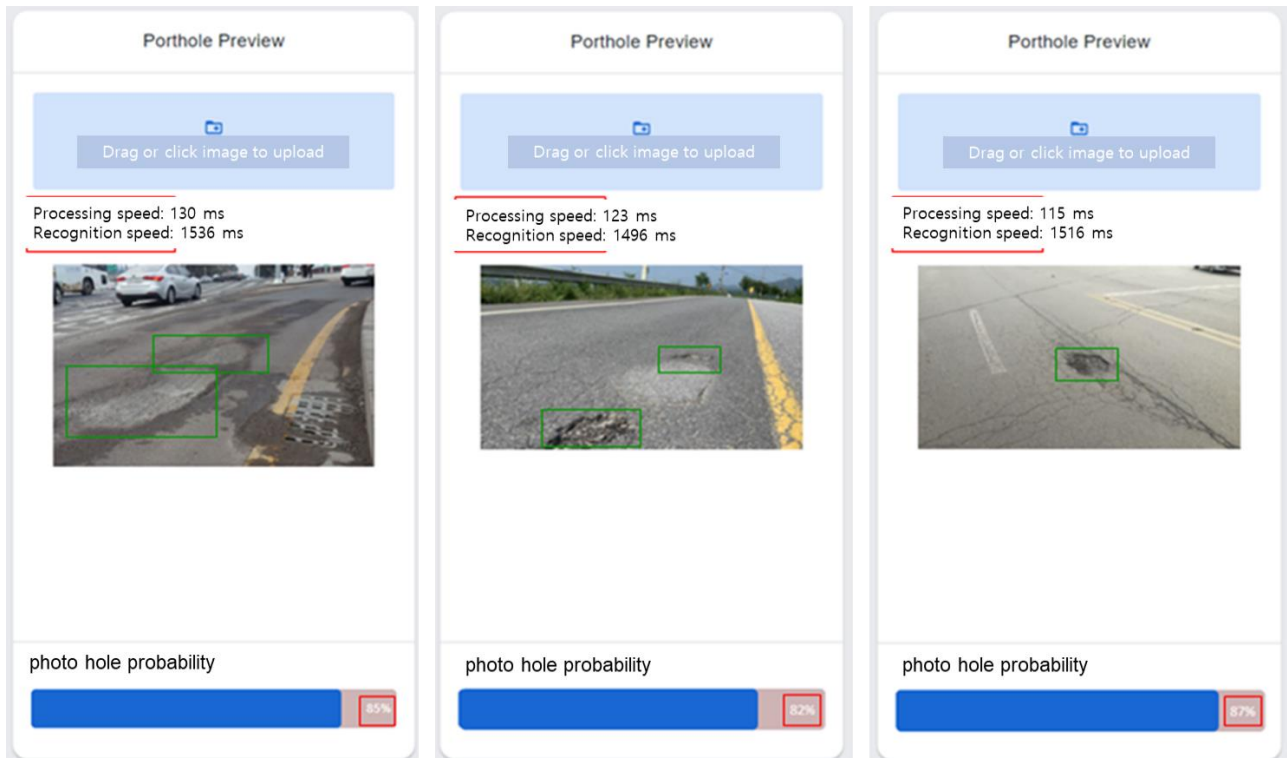 Porthole Preview
Drag or click image to upload
Processing speed: 130 ms
Recognition speed: 1536 ms
photo hole probability
85%
Porthole Preview
Drag or click image to upload
Processing speed: 123 ms
Recognition speed: 1496 ms
photo hole probability
82%
Porthole Preview
Drag or click image to upload
Processing speed: 115 ms
Recognition speed: 1516 ms
photo hole probability
87%